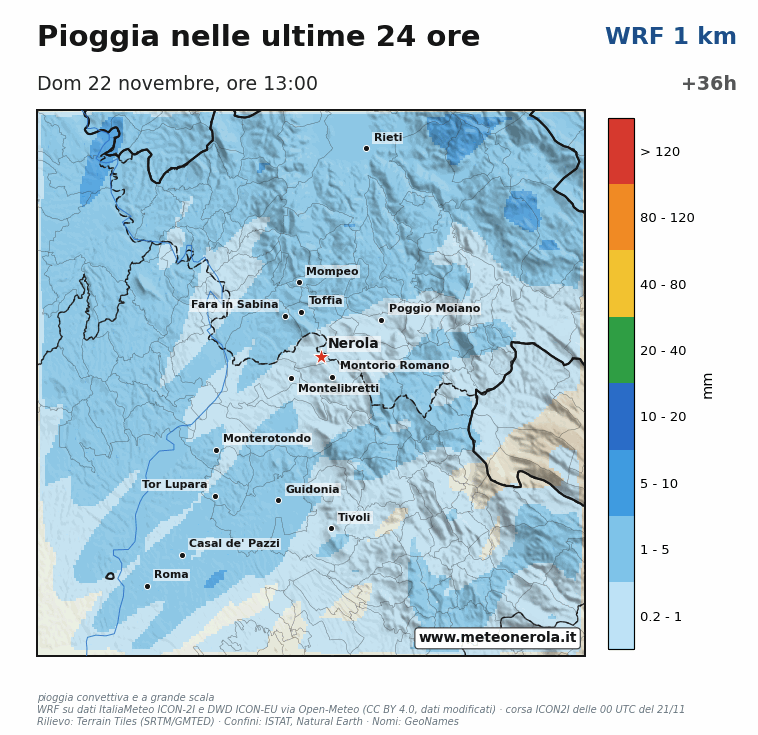 Pioggia nelle ultime 24 ore
WRF 1 km
Dom 22 novembre, ore 13:00
+36h
Rieti
Mompeo
Fara in Sabina
Toffia
Poggio Moiano
Nerola
Montorio Romano
Montelibretti
Monterotondo
Tor Lupara
Guidonia
Tivoli
Casal de' Pazzi
Roma
www.meteonerola.it
> 120
80 - 120
40 - 80
20 - 40
10 - 20
5 - 10
1 - 5
0.2 - 1
mm
pioggia convettiva e a grande scala
WRF su dati ItaliaMeteo ICON-2I e DWD ICON-EU via Open-Meteo (CC BY 4.0, dati modificati) · corsa ICON2I delle 00 UTC del 21/11
Rilievo: Terrain Tiles (SRTM/GMTED) · Confini: ISTAT, Natural Earth · Nomi: GeoNames